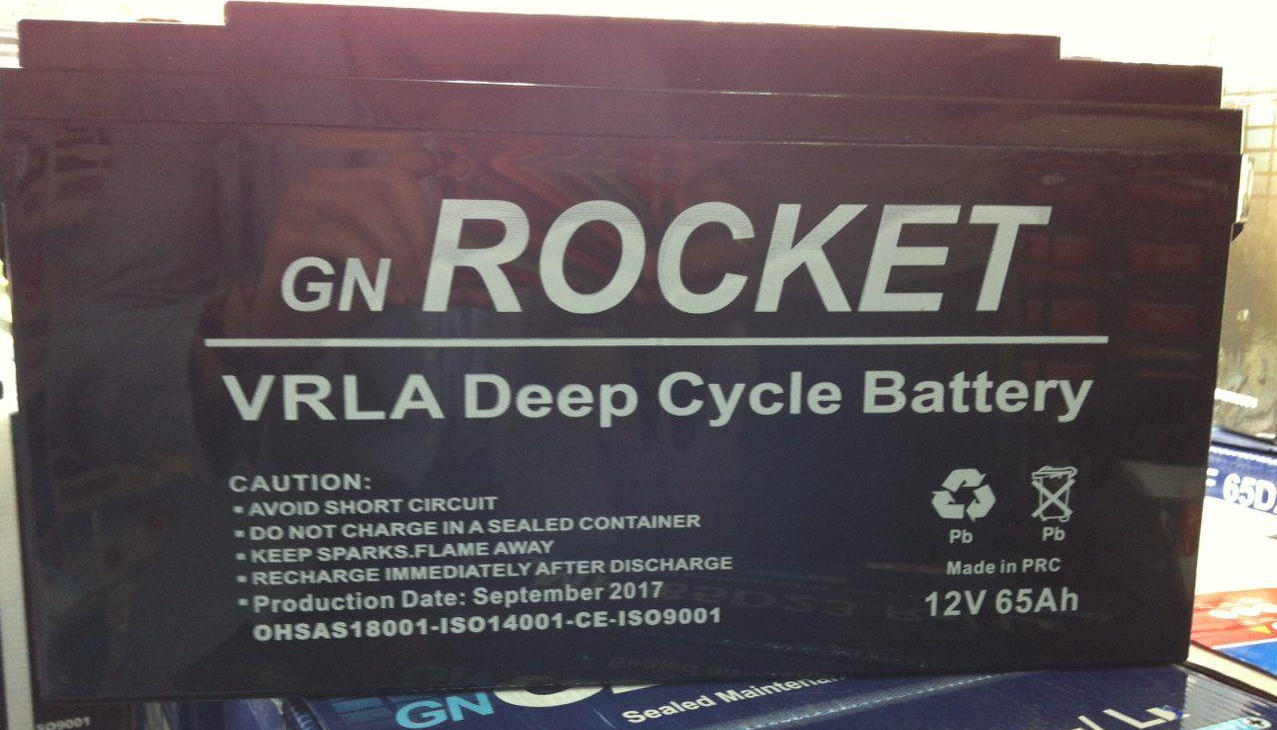 GN ROCKET
VRLA Deep Cycle Battery
CAUTION:
▪ AVOID SHORT CIRCUIT
▪ DO NOT CHARGE IN A SEALED CONTAINER
▪ KEEP SPARKS.FLAME AWAY
▪ RECHARGE IMMEDIATELY AFTER DISCHARGE
▪ Production Date: September 2017
OHSAS18001-ISO14001-CE-ISO9001
Pb Pb
Made in PRC
12V 65Ah
65D
GN
Sealed
ISO9001